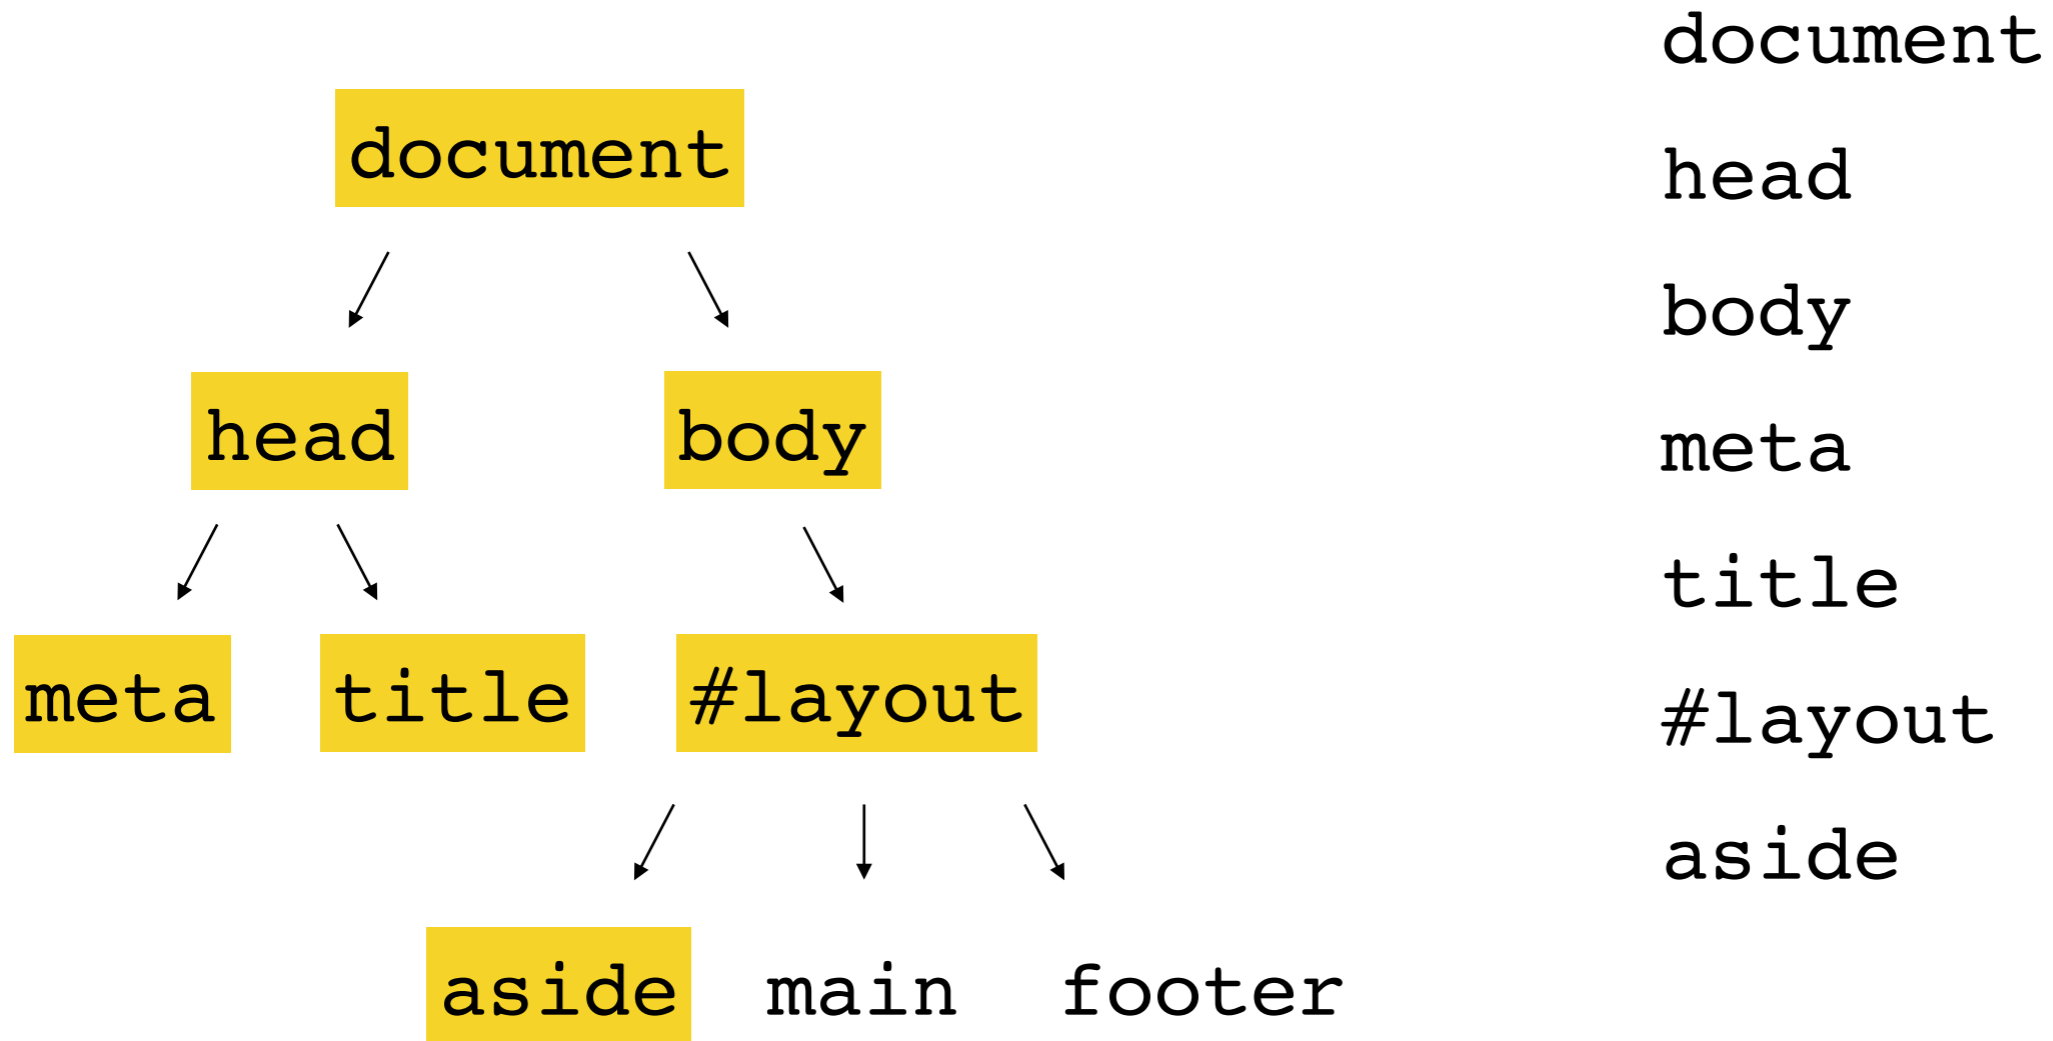 document
head
body
meta
title
#layout
aside
main
footer
document
head
body
meta
title
#layout
aside